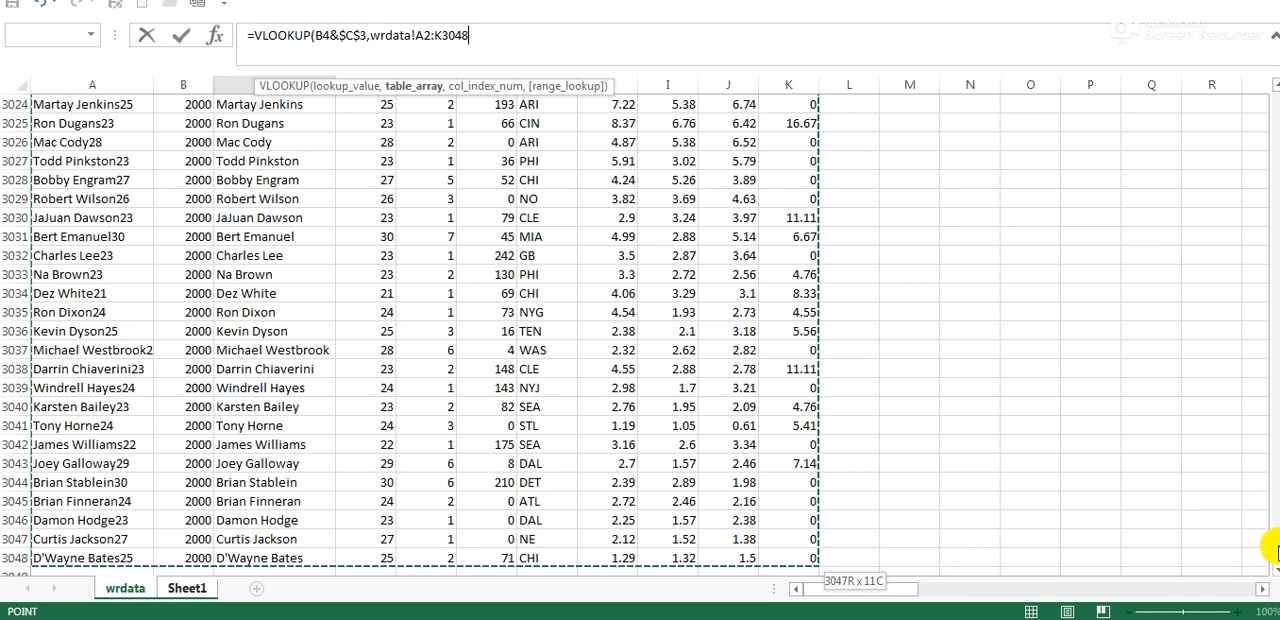 =VLOOKUP(B4&$C$3,wrdata!A2:K3048
Screen Recorder
VLOOKUP(lookup_value, table_array, col_index_num, [range_lookup])
A B I J K L M N O P Q R
3024 Martay Jenkins25 2000 Martay Jenkins 25 2 193 ARI 7.22 5.38 6.74 0
3025 Ron Dugans23 2000 Ron Dugans 23 1 66 CIN 8.37 6.76 6.42 16.67
3026 Mac Cody28 2000 Mac Cody 28 2 0 ARI 4.87 5.38 6.52 0
3027 Todd Pinkston23 2000 Todd Pinkston 23 1 36 PHI 5.91 3.02 5.79 0
3028 Bobby Engram27 2000 Bobby Engram 27 5 52 CHI 4.24 5.26 3.89 0
3029 Robert Wilson26 2000 Robert Wilson 26 3 0 NO 3.82 3.69 4.63 0
3030 JaJuan Dawson23 2000 JaJuan Dawson 23 1 79 CLE 2.9 3.24 3.97 11.11
3031 Bert Emanuel30 2000 Bert Emanuel 30 7 45 MIA 4.99 2.88 5.14 6.67
3032 Charles Lee23 2000 Charles Lee 23 1 242 GB 3.5 2.87 3.64 0
3033 Na Brown23 2000 Na Brown 23 2 130 PHI 3.3 2.72 2.56 4.76
3034 Dez White21 2000 Dez White 21 1 69 CHI 4.06 3.29 3.1 8.33
3035 Ron Dixon24 2000 Ron Dixon 24 1 73 NYG 4.54 1.93 2.73 4.55
3036 Kevin Dyson25 2000 Kevin Dyson 25 3 16 TEN 2.38 2.1 3.18 5.56
3037 Michael Westbrook2 2000 Michael Westbrook 28 6 4 WAS 2.32 2.62 2.82 0
3038 Darrin Chiaverini23 2000 Darrin Chiaverini 23 2 148 CLE 4.55 2.88 2.78 11.11
3039 Windrell Hayes24 2000 Windrell Hayes 24 1 143 NYJ 2.98 1.7 3.21 0
3040 Karsten Bailey23 2000 Karsten Bailey 23 2 82 SEA 2.76 1.95 2.09 4.76
3041 Tony Horne24 2000 Tony Horne 24 3 0 STL 1.19 1.05 0.61 5.41
3042 James Williams22 2000 James Williams 22 1 175 SEA 3.16 2.6 3.34 0
3043 Joey Galloway29 2000 Joey Galloway 29 6 8 DAL 2.7 1.57 2.46 7.14
3044 Brian Stablein30 2000 Brian Stablein 30 6 210 DET 2.39 2.89 1.98 0
3045 Brian Finneran24 2000 Brian Finneran 24 2 0 ATL 2.72 2.46 2.16 0
3046 Damon Hodge23 2000 Damon Hodge 23 1 0 DAL 2.25 1.57 2.38 0
3047 Curtis Jackson27 2000 Curtis Jackson 27 1 0 NE 2.12 1.52 1.38 0
3048 D'Wayne Bates25 2000 D'Wayne Bates 25 2 71 CHI 1.29 1.32 1.5 0
wrdata Sheet1 3047R x 11C
POINT 100%